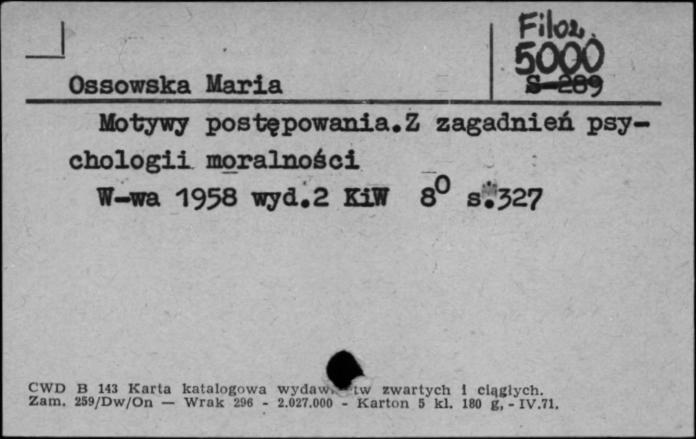 Filoz.
5000
S-289
Ossowska Maria
Motywy postępowania.Z zagadnień psy-
chologii moralności
W-wa 1958 wyd.2 KiW 8⁰ s.327
CWD B 143 Karta katalogowa wydawnictw zwartych i ciągłych.
Zam. 259/Dw/On — Wrak 296 - 2.027.000 - Karton 5 kl. 180 g, - IV.71.